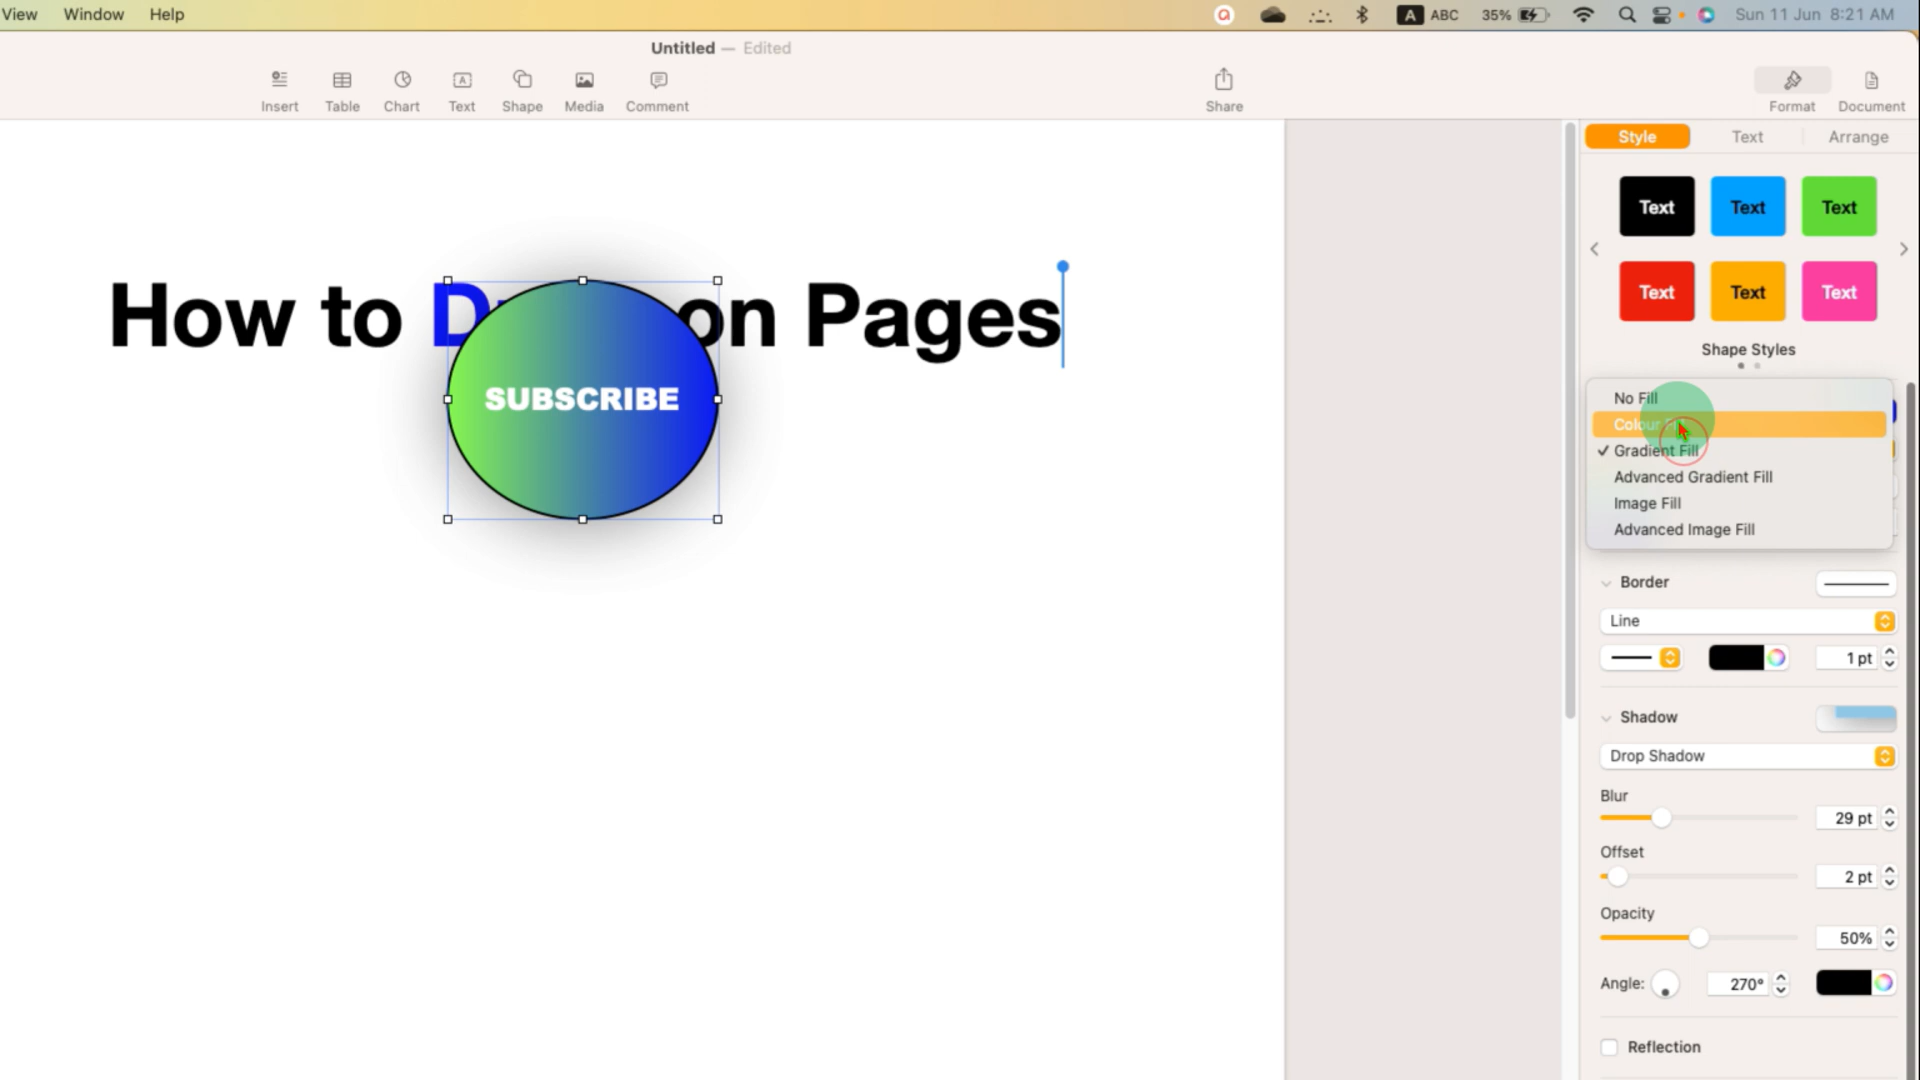 View Window Help A ABC 35% Sun 11 Jun 8:21 AM
Untitled — Edited
Insert Table Chart Text Shape Media Comment Share Format Document
Style Text Arrange
Text Text Text
Text Text Text
Shape Styles
How to D on Pages
SUBSCRIBE
No Fill
Colour Fill
✓ Gradient Fill
Advanced Gradient Fill
Image Fill
Advanced Image Fill
Border
Line
1 pt
Shadow
Drop Shadow
Blur
29 pt
Offset
2 pt
Opacity
50%
Angle: 270°
Reflection